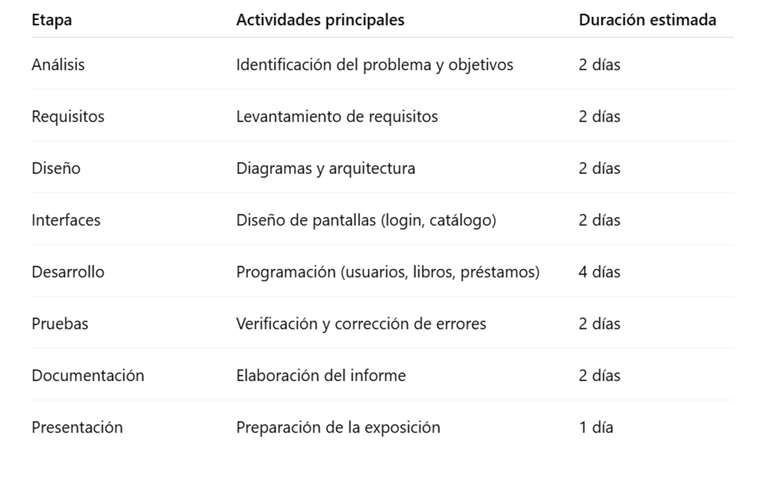 Etapa Actividades principales Duración estimada
Análisis Identificación del problema y objetivos 2 días
Requisitos Levantamiento de requisitos 2 días
Diseño Diagramas y arquitectura 2 días
Interfaces Diseño de pantallas (login, catálogo) 2 días
Desarrollo Programación (usuarios, libros, préstamos) 4 días
Pruebas Verificación y corrección de errores 2 días
Documentación Elaboración del informe 2 días
Presentación Preparación de la exposición 1 día